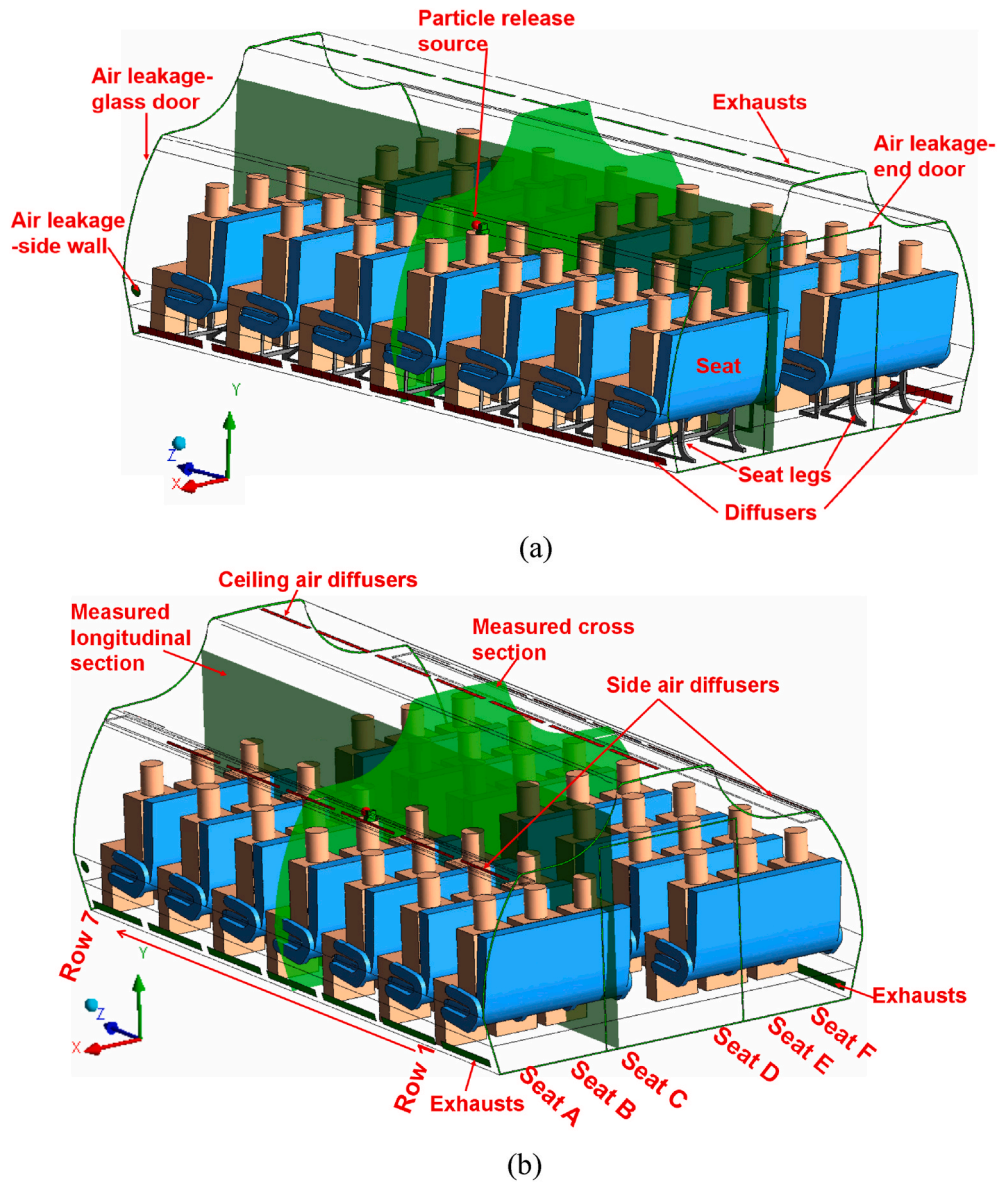 Particle release
source
Air leakage-
glass door
Exhausts
Air leakage-
end door
Air leakage
-side wall
Seat
Y
Z
X
Seat legs
Diffusers
(a)
Ceiling air diffusers
Measured
longitudinal
section
Measured cross
section
Side air diffusers
Row 7
Y
Z
X
Row 1
Exhausts
Exhausts
Seat A
Seat B
Seat C
Seat D
Seat E
Seat F
(b)